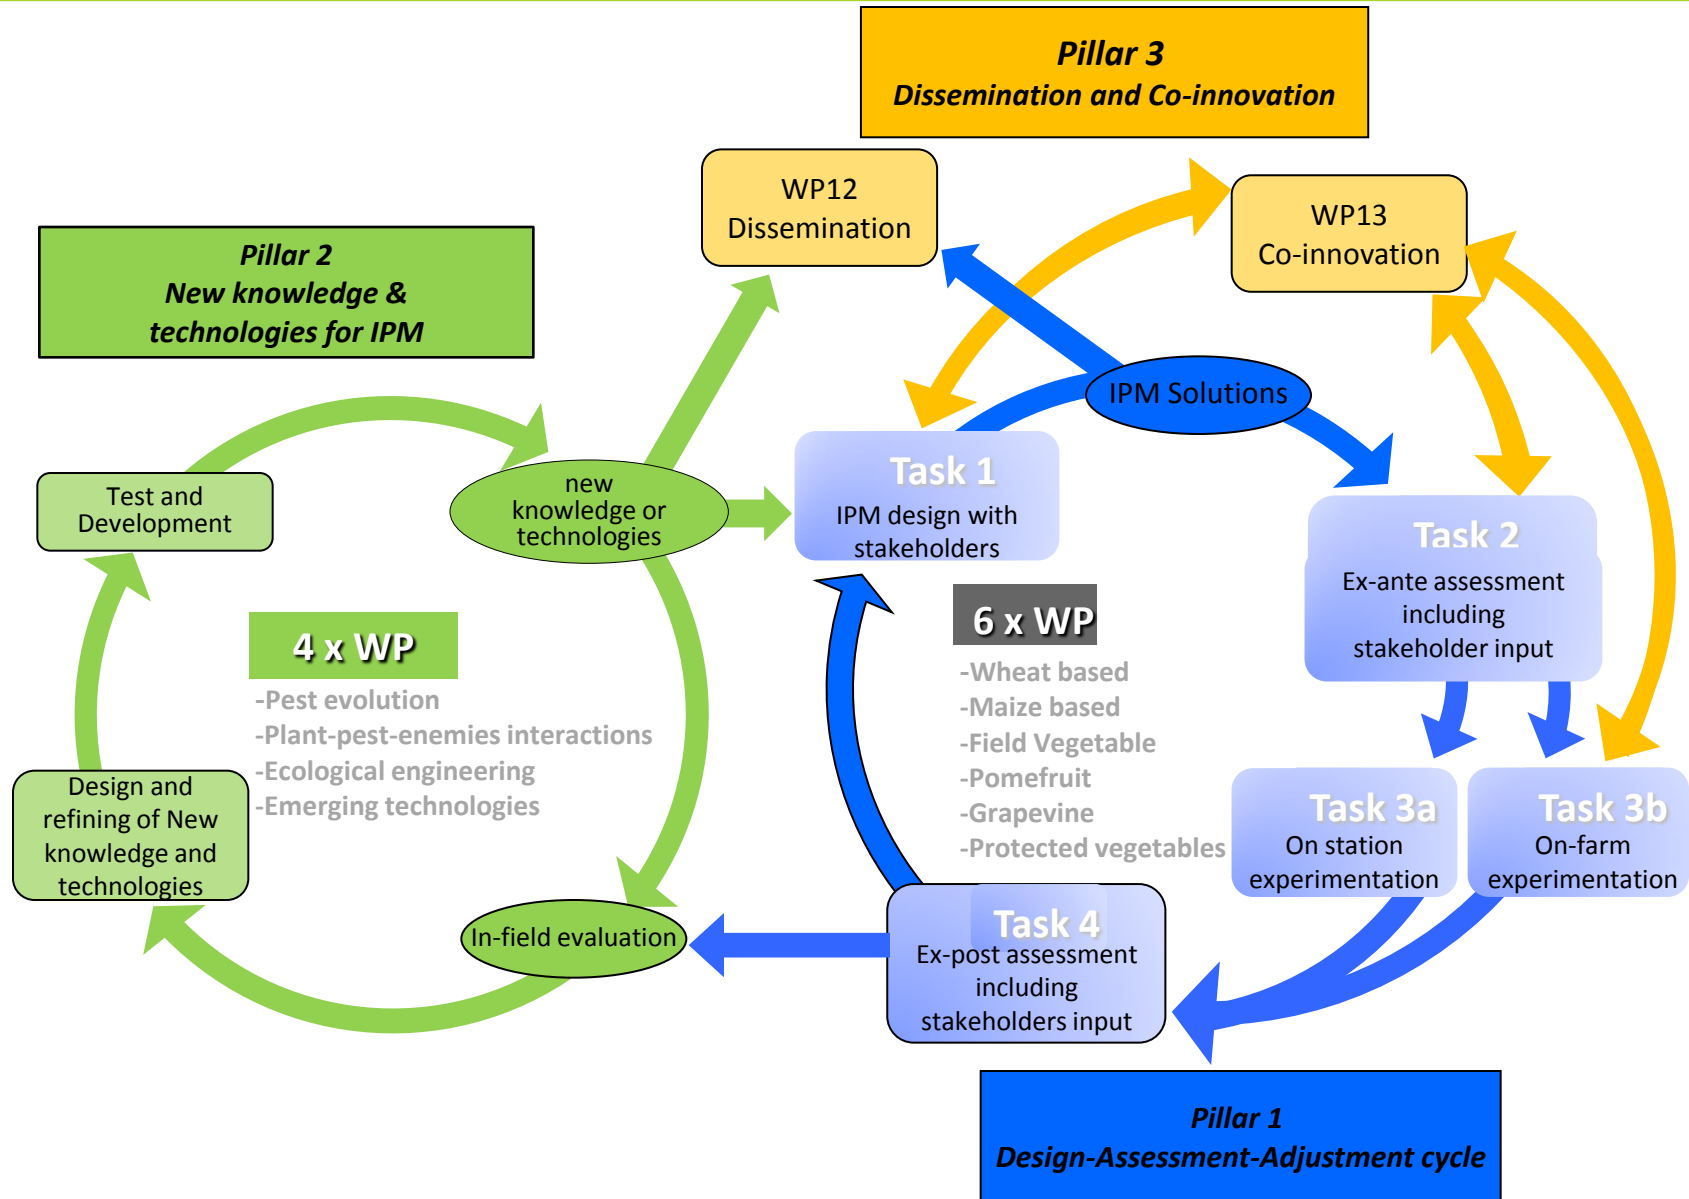 Pillar 3
Dissemination and Co-innovation
WP12
Dissemination
WP13
Co-innovation
Pillar 2
New knowledge &
technologies for IPM
IPM Solutions
Test and
Development
new
knowledge or
technologies
Task 1
IPM design with
stakeholders
Task 2
Ex-ante assessment
including
stakeholder input
4 x WP
-Pest evolution
-Plant-pest-enemies interactions
-Ecological engineering
-Emerging technologies
6 x WP
-Wheat based
-Maize based
-Field Vegetable
-Pomefruit
-Grapevine
-Protected vegetables
Design and
refining of New
knowledge and
technologies
Task 3a
On station
experimentation
Task 3b
On-farm
experimentation
In-field evaluation
Task 4
Ex-post assessment
including
stakeholders input
Pillar 1
Design-Assessment-Adjustment cycle